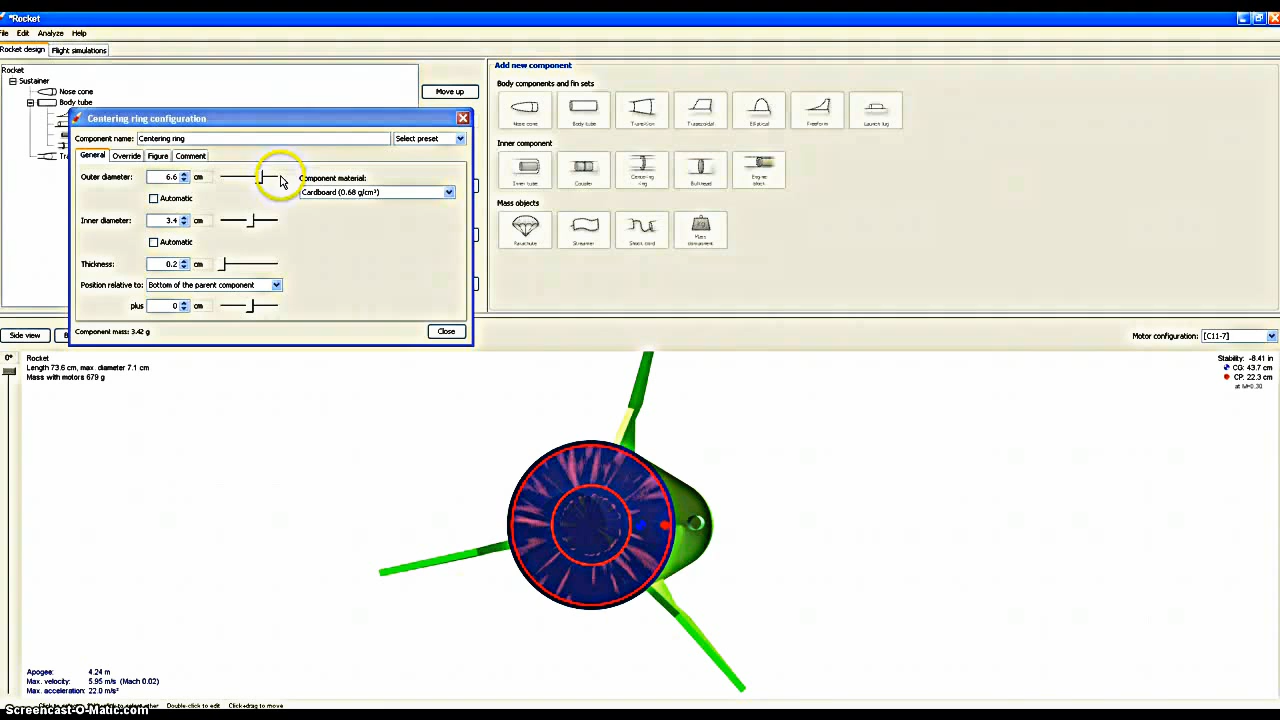 *Rocket
File Edit Analyze Help
Rocket design Flight simulations
Rocket
Sustainer
Nose cone
Body tube
Move up
Centering ring configuration
Component name: Centering ring Select preset
General Override Figure Comment
Outer diameter: 6.6 cm
Component material:
Cardboard (0.68 g/cm³)
Automatic
Inner diameter: 3.4 cm
Automatic
Thickness: 0.2 cm
Position relative to: Bottom of the parent component
plus 0 cm
Component mass: 3.42 g
Close
Add new component
Body components and fin sets
Nose cone Body tube Transition Trapezoidal Elliptical Freeform Launch lug
Inner component
Inner tube Coupler Centering ring Bulkhead Engine block
Mass objects
Parachute Streamer Shock cord Mass component
Side view
Motor configuration: [C11-7]
0°
Rocket
Length 73.6 cm, max. diameter 7.1 cm
Mass with motors 679 g
Stability: -8.41 in
CG: 43.7 cm
CP: 22.3 cm
at M=0.30
Apogee: 4.24 m
Max. velocity: 5.95 m/s (Mach 0.02)
Max. acceleration: 22.0 m/s²
Double-click to edit Click+drag to move
Screencast-O-Matic.com